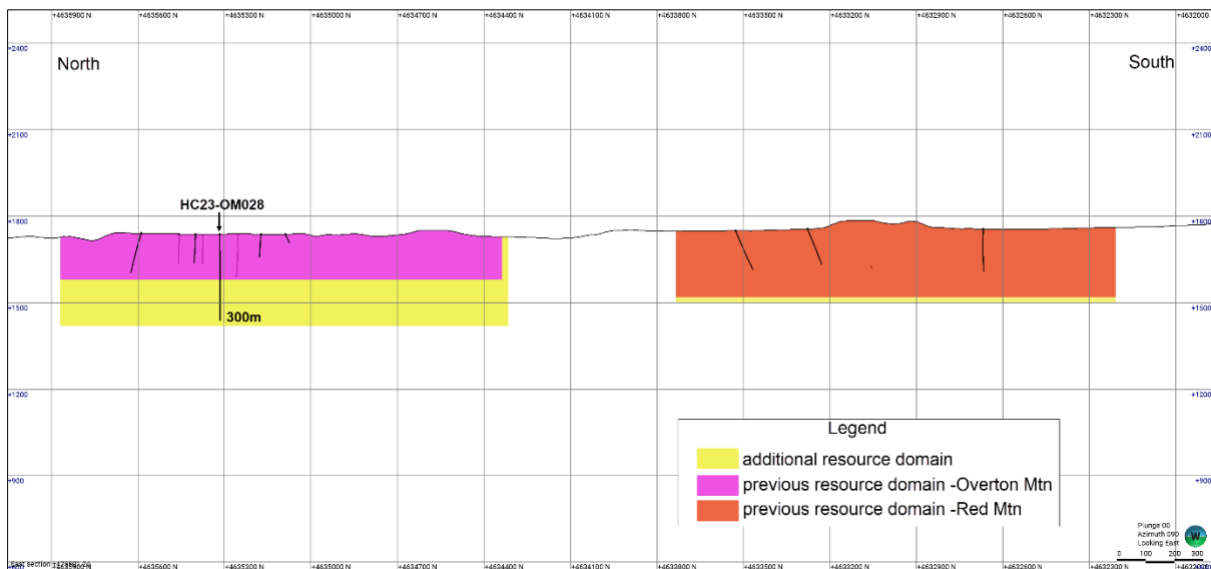 +4635900 N +4635600 N +4635300 N +4635000 N +4634700 N +4634400 N +4634100 N +4633800 N +4633500 N +4633200 N +4632900 N +4632600 N +4632300 N +4632000 N
+2400 +2400
North South
+2100 +2100
HC23-OM028
+1800 +1800
+1500 +1500
300m
+1200 +1200
Legend
additional resource domain
+900 +900
previous resource domain -Overton Mtn
previous resource domain -Red Mtn
Plunge 00
Azimuth 090
Looking East
W
0 100 200 300
+4635600 N +4635300 N +4635000 N +4634700 N +4634400 N +4634100 N +4633800 N +4633500 N +4633200 N +4632900 N +4632600 N +4632300 N